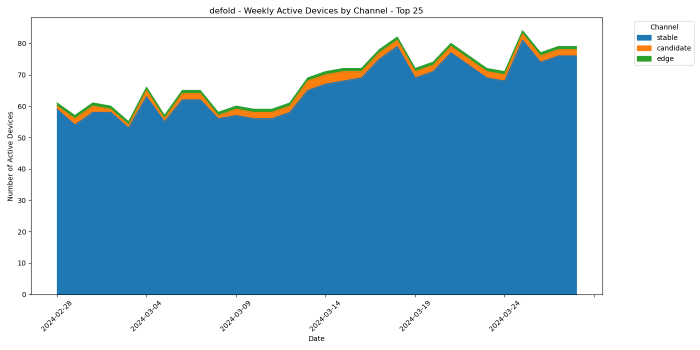 defold - Weekly Active Devices by Channel - Top 25
Channel
stable
candidate
edge
Number of Active Devices
80
70
60
50
40
30
20
10
0
2024-02-28
2024-03-04
2024-03-09
2024-03-14
2024-03-19
2024-03-24
Date